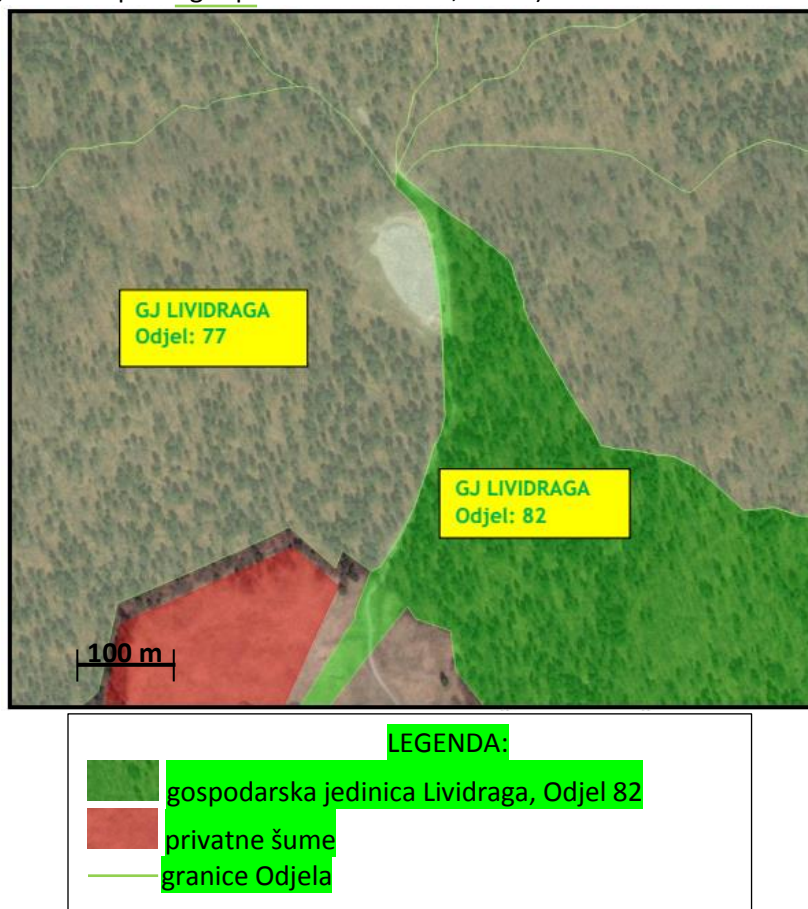 GJ LIVIDRAGA
Odjel: 77
GJ LIVIDRAGA
Odjel: 82
100 m
LEGENDA:
gospodarska jedinica Lividraga, Odjel 82
privatne šume
granice Odjela